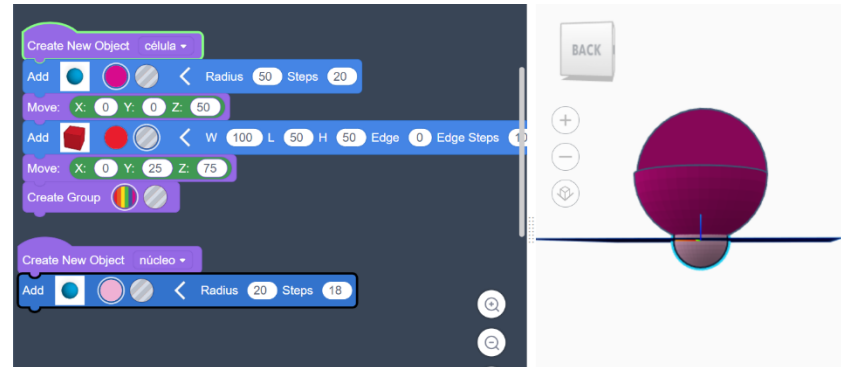 Create New Object célula
Add Radius 50 Steps 20
Move: X: 0 Y: 0 Z: 50
Add W 100 L 50 H 50 Edge 0 Edge Steps 10
Move: X: 0 Y: 25 Z: 75
Create Group
Create New Object núcleo
Add Radius 20 Steps 18
BACK